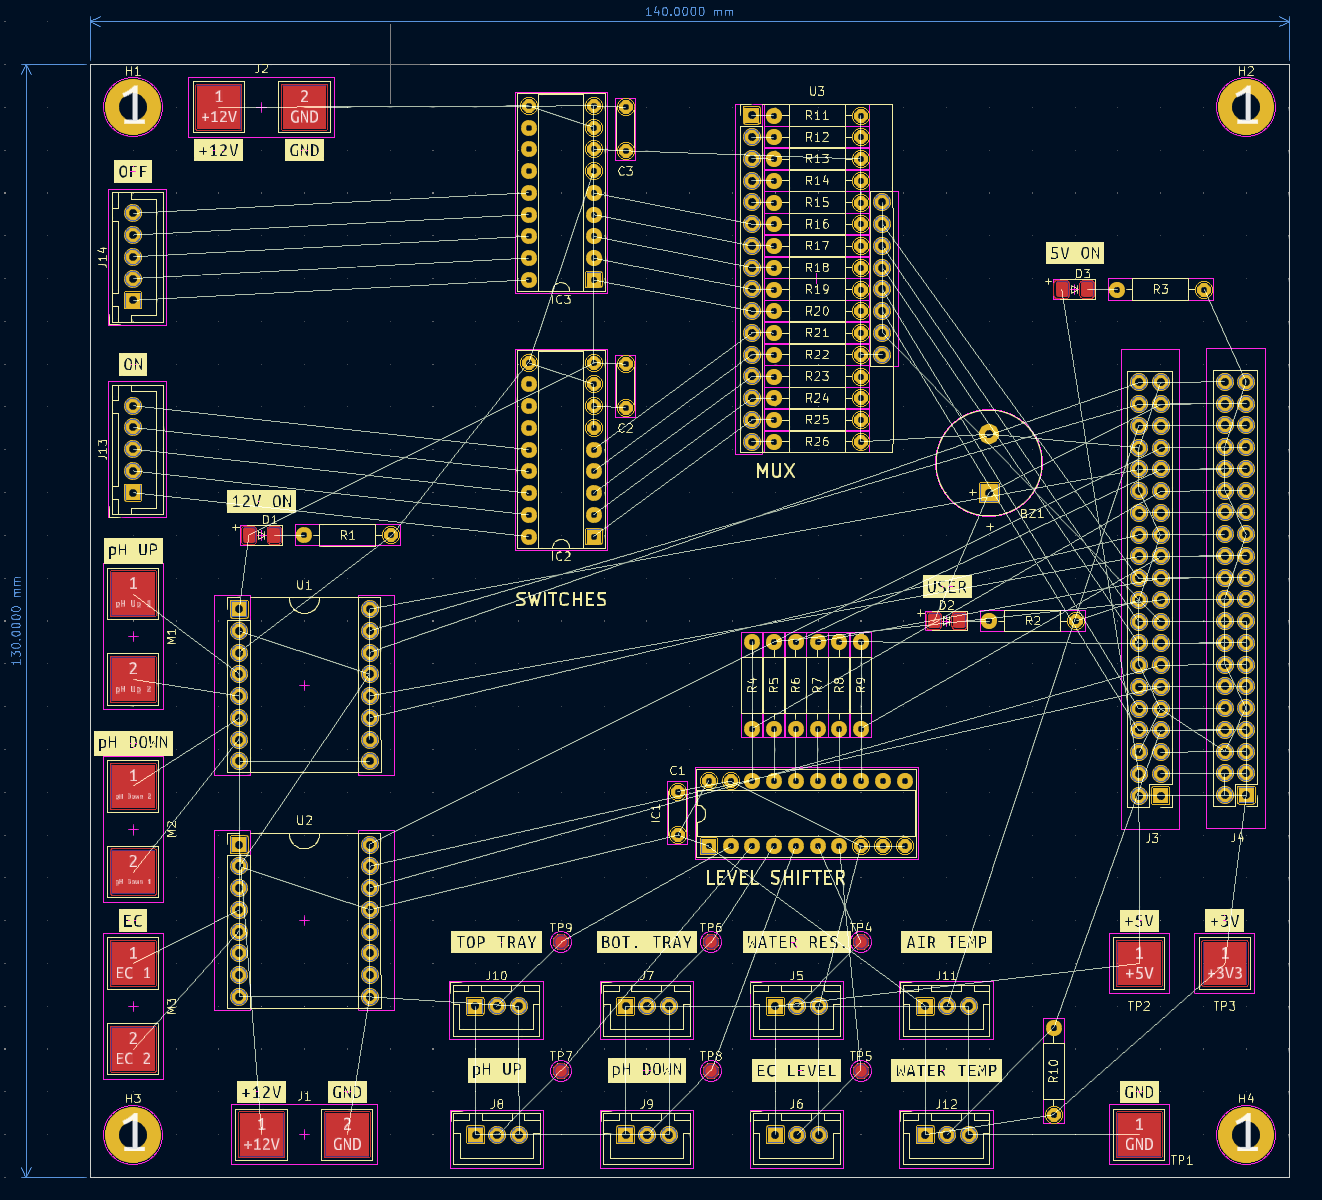 140.0000 mm
H1
J2
H2
1
1
+12V
2
GND
U3
1
+12V
GND
R11
R12
R13
R14
R15
R16
R17
R18
R19
R20
R21
R22
R23
R24
R25
R26
C3
OFF
J14
IC3
5V ON
+
D3
R3
ON
J13
C2
IC2
MUX
+
BZ1
+
12V ON
+
D1
R1
SWITCHES
pH UP
1
pH Up 1
2
pH Up 2
M1
U1
USER
+
D2
R2
R4
R5
R6
R7
R8
R9
130.0000 mm
pH DOWN
1
pH Down 2
2
pH Down 1
M2
U2
C1
IC1
LEVEL SHIFTER
J3
J4
EC
1
EC 1
2
EC 2
M3
TOP TRAY
TP9
BOT. TRAY
TP6
WATER RES.
TP4
AIR TEMP
+5V
+3V
1
+5V
1
+3V3
TP2
TP3
J10
J7
J5
J11
pH UP
TP7
pH DOWN
TP8
EC LEVEL
TP5
WATER TEMP
R10
+12V
J1
GND
GND
H3
1
1
+12V
2
GND
J8
J9
J6
J12
1
GND
TP1
H4
1